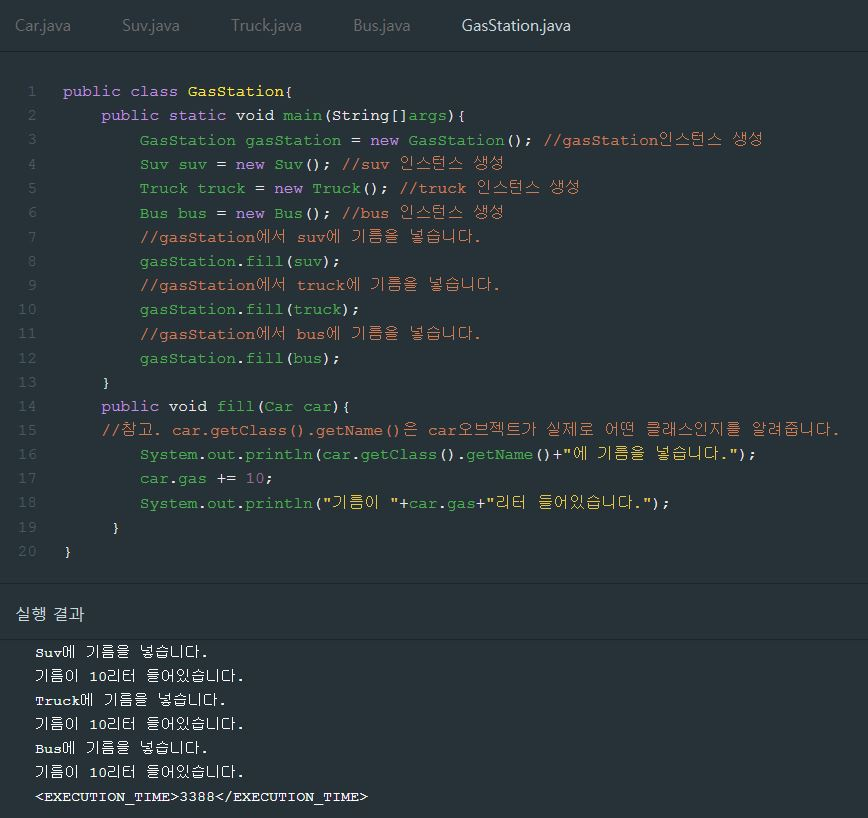 Car.java Suv.java Truck.java Bus.java GasStation.java
1 public class GasStation{
2 public static void main(String[]args){
3 GasStation gasStation = new GasStation(); //gasStation인스턴스 생성
4 Suv suv = new Suv(); //suv 인스턴스 생성
5 Truck truck = new Truck(); //truck 인스턴스 생성
6 Bus bus = new Bus(); //bus 인스턴스 생성
7 //gasStation에서 suv에 기름을 넣습니다.
8 gasStation.fill(suv);
9 //gasStation에서 truck에 기름을 넣습니다.
10 gasStation.fill(truck);
11 //gasStation에서 bus에 기름을 넣습니다.
12 gasStation.fill(bus);
13 }
14 public void fill(Car car){
15 //참고. car.getClass().getName()은 car오브젝트가 실제로 어떤 클래스인지를 알려줍니다.
16 System.out.println(car.getClass().getName()+"에 기름을 넣습니다.");
17 car.gas += 10;
18 System.out.println("기름이 "+car.gas+"리터 들어있습니다.");
19 }
20 }
실행 결과
Suv에 기름을 넣습니다.
기름이 10리터 들어있습니다.
Truck에 기름을 넣습니다.
기름이 10리터 들어있습니다.
Bus에 기름을 넣습니다.
기름이 10리터 들어있습니다.
<EXECUTION_TIME>3388</EXECUTION_TIME>